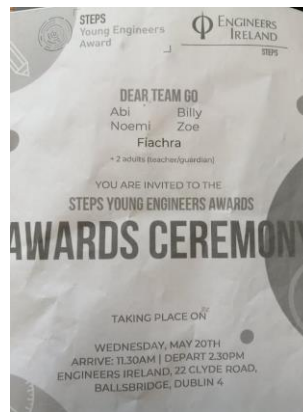 STEPS
Young Engineers
Award
ENGINEERS
IRELAND
STEPS
DEAR TEAM GO
Abi Billy
Noemi Zoe
Fiachra
+ 2 adults (teacher/guardian)
YOU ARE INVITED TO THE
STEPS YOUNG ENGINEERS AWARDS
AWARDS CEREMONY
TAKING PLACE ON
WEDNESDAY, MAY 20TH
ARRIVE: 11.30AM | DEPART 2.30PM
ENGINEERS IRELAND, 22 CLYDE ROAD,
BALLSBRIDGE, DUBLIN 4